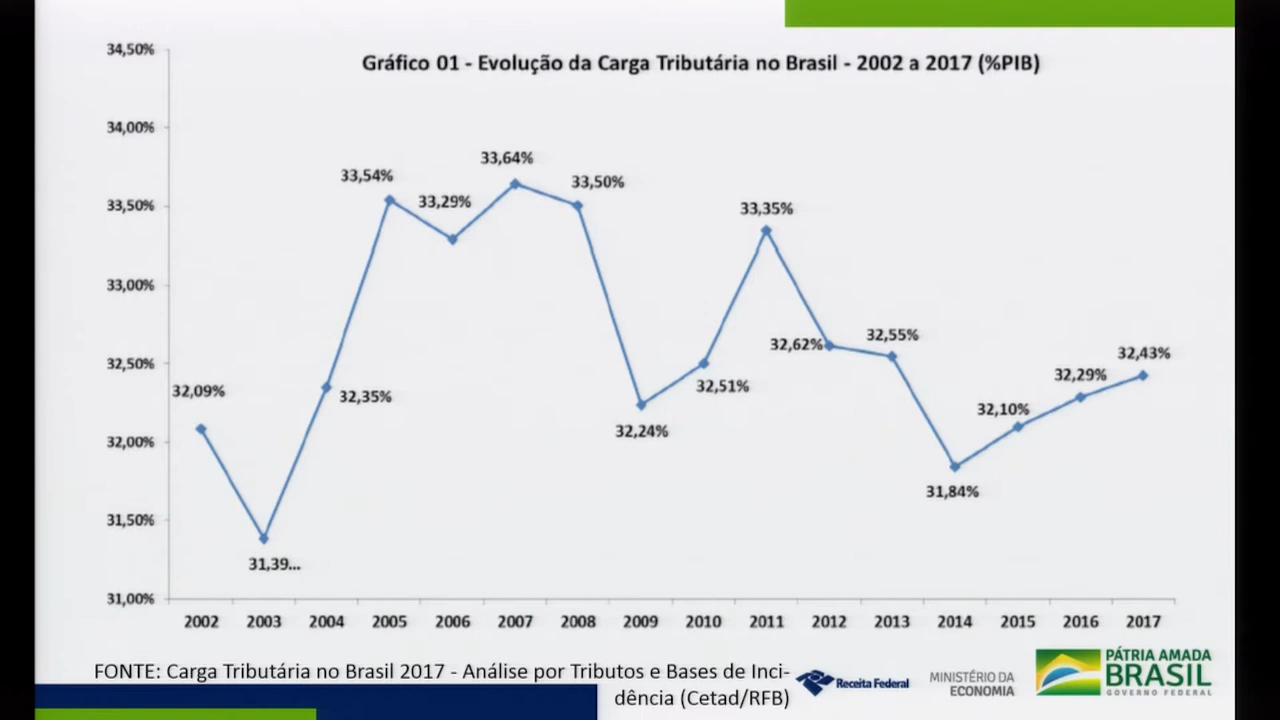 Gráfico 01 - Evolução da Carga Tributária no Brasil - 2002 a 2017 (%PIB)
34,50%
34,00%
33,50%
33,00%
32,50%
32,00%
31,50%
31,00%
32,09%
31,39...
32,35%
33,54%
33,29%
33,64%
33,50%
32,24%
32,51%
33,35%
32,62%
32,55%
31,84%
32,10%
32,29%
32,43%
2002 2003 2004 2005 2006 2007 2008 2009 2010 2011 2012 2013 2014 2015 2016 2017
FONTE: Carga Tributária no Brasil 2017 - Análise por Tributos e Bases de Inci-
dência (Cetad/RFB)
Receita Federal
MINISTÉRIO DA
ECONOMIA
PÁTRIA AMADA
BRASIL
GOVERNO FEDERAL